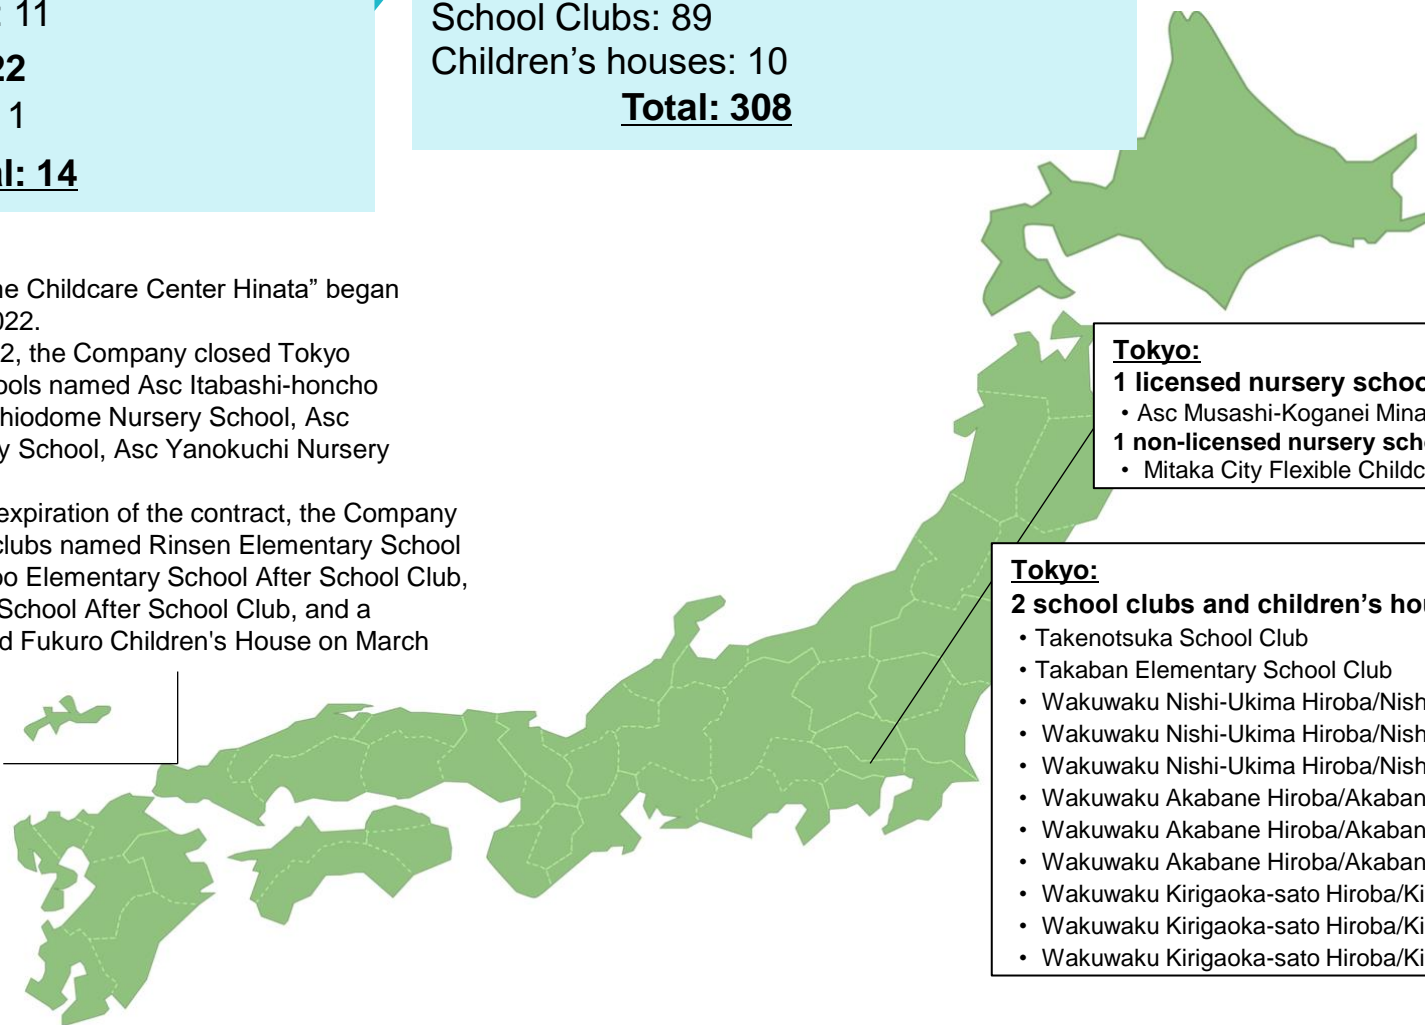 : 11
22
1
al: 14
School Clubs: 89
Children’s houses: 10
Total: 308
ne Childcare Center Hinata” began
022.
2, the Company closed Tokyo
ools named Asc Itabashi-honcho
hiodome Nursery School, Asc
y School, Asc Yanokuchi Nursery
expiration of the contract, the Company
clubs named Rinsen Elementary School
oo Elementary School After School Club,
School After School Club, and a
d Fukuro Children's House on March
Tokyo:
1 licensed nursery schoo
• Asc Musashi-Koganei Mina
1 non-licensed nursery scho
• Mitaka City Flexible Childc
Tokyo:
2 school clubs and children’s hou
• Takenotsuka School Club
• Takaban Elementary School Club
• Wakuwaku Nishi-Ukima Hiroba/Nish
• Wakuwaku Nishi-Ukima Hiroba/Nish
• Wakuwaku Nishi-Ukima Hiroba/Nish
• Wakuwaku Akabane Hiroba/Akaban
• Wakuwaku Akabane Hiroba/Akaban
• Wakuwaku Akabane Hiroba/Akaban
• Wakuwaku Kirigaoka-sato Hiroba/Ki
• Wakuwaku Kirigaoka-sato Hiroba/Ki
• Wakuwaku Kirigaoka-sato Hiroba/Ki